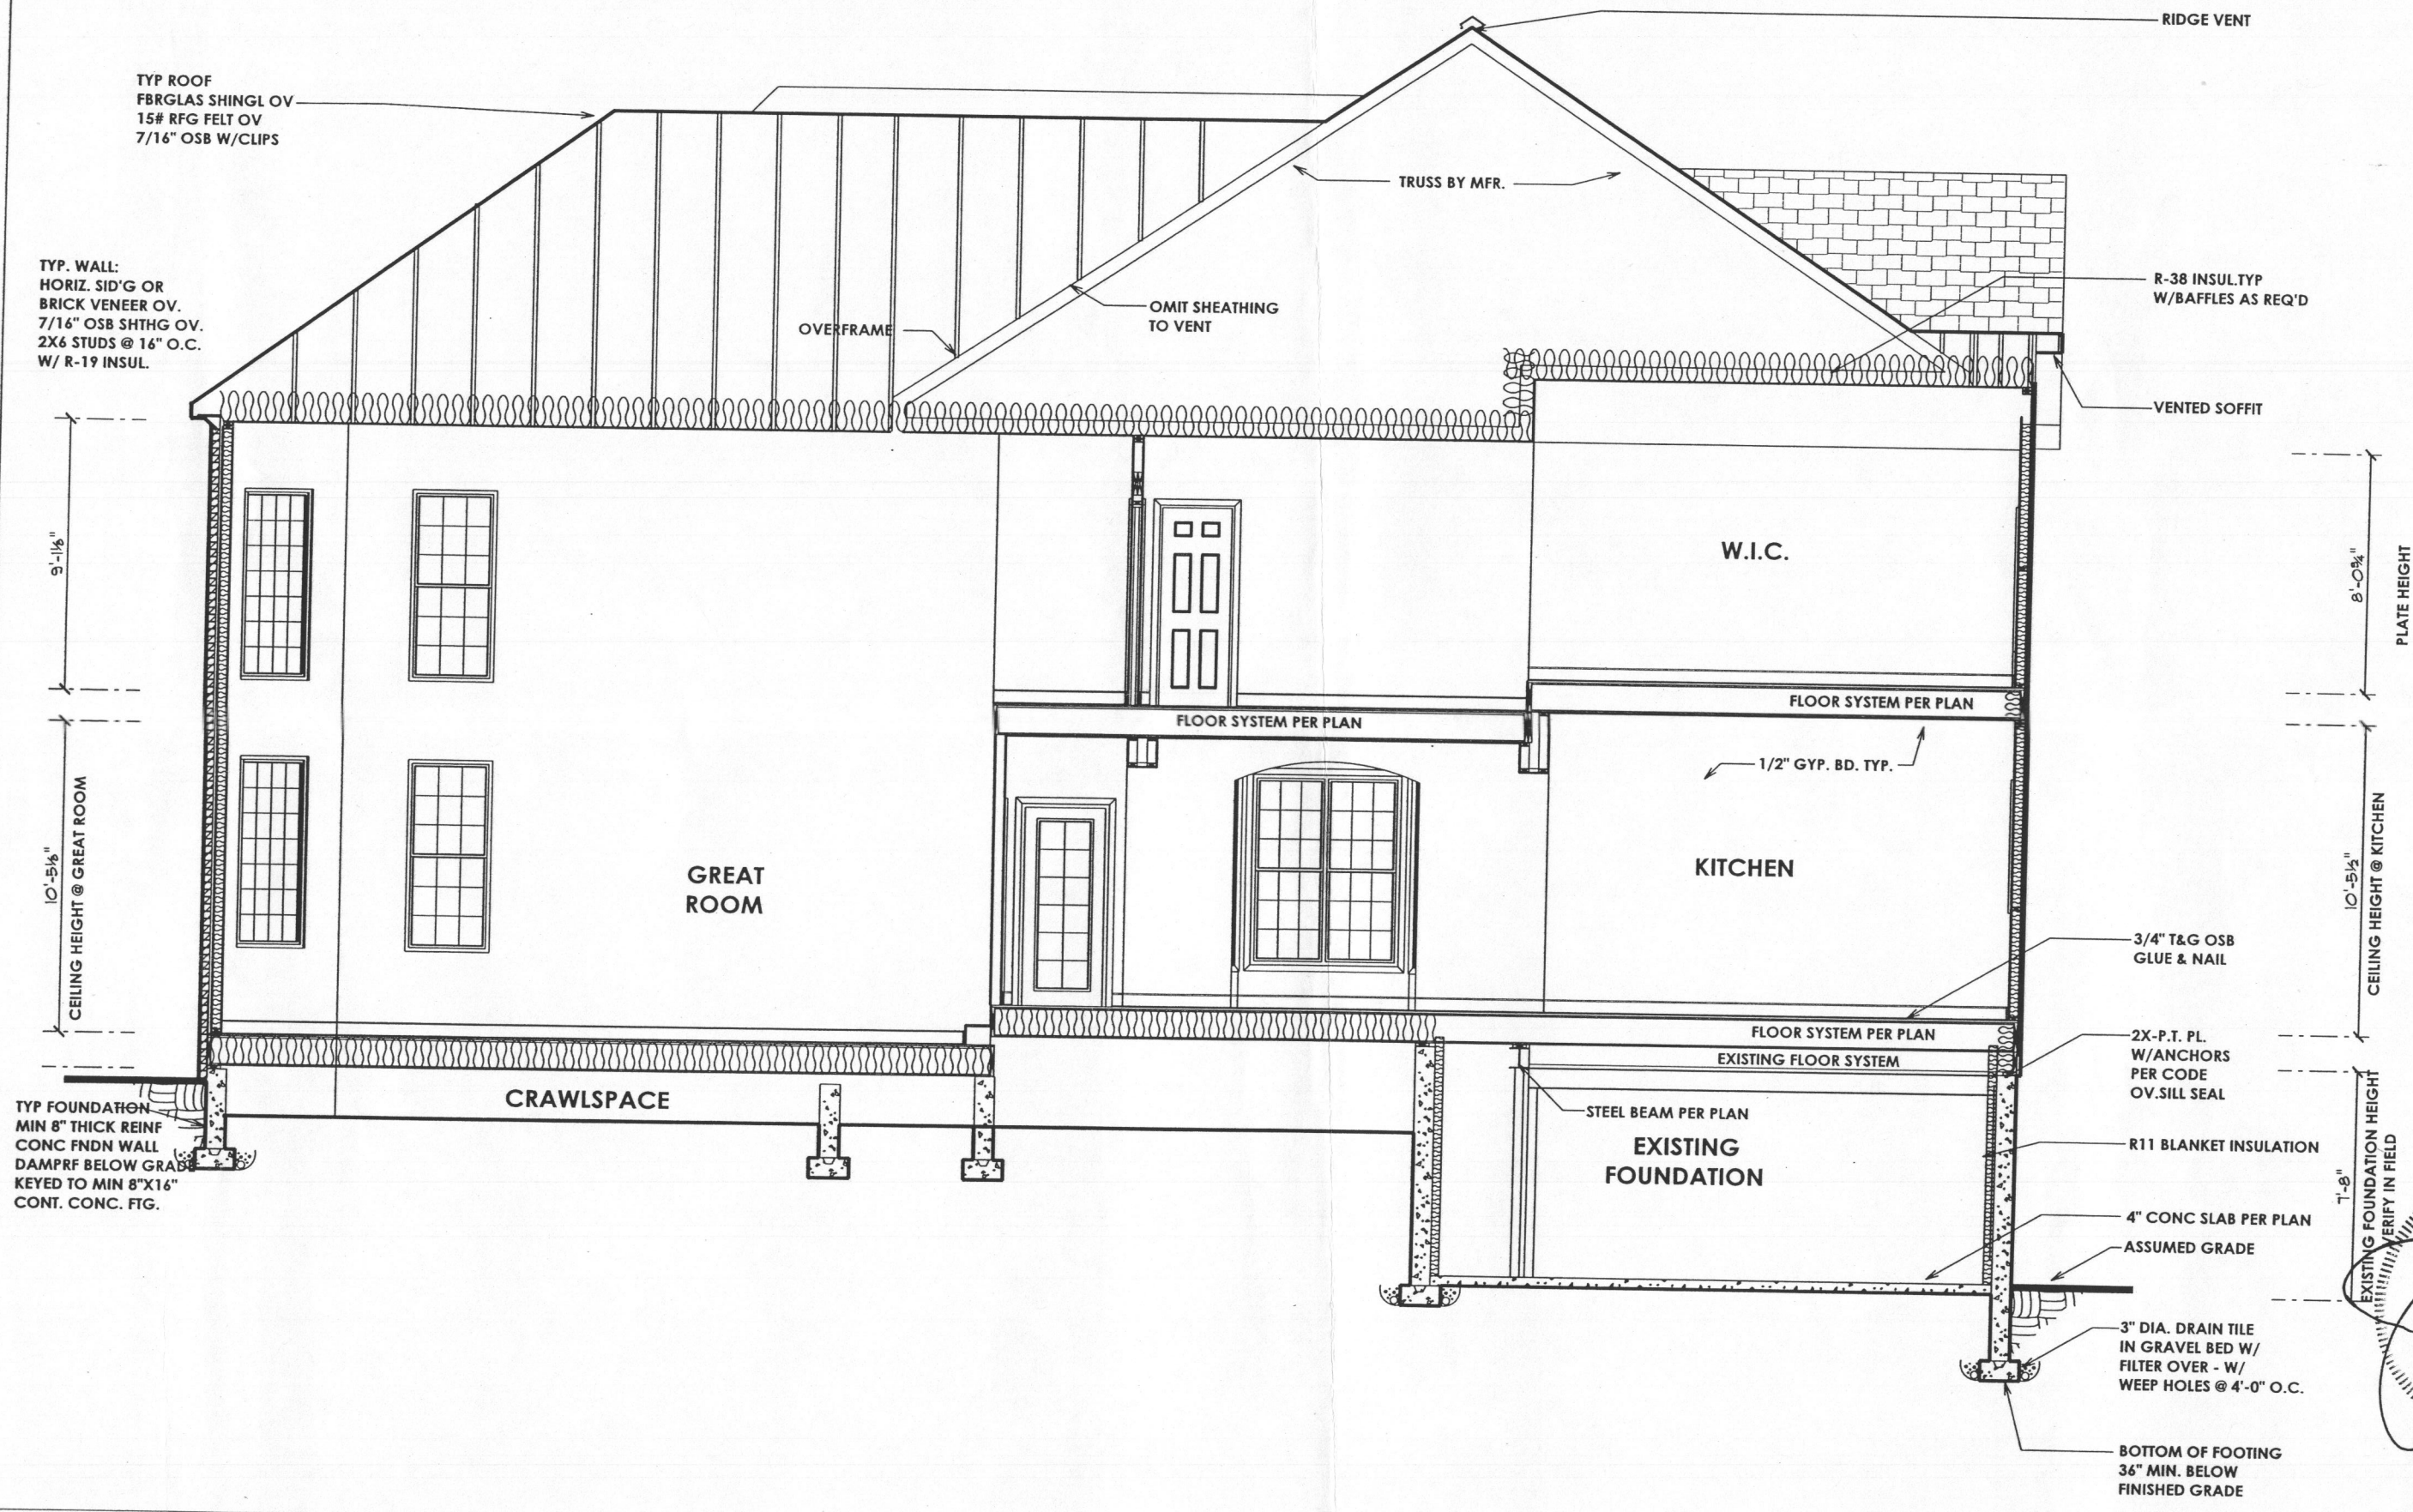 RIDGE VENT
TYP ROOF
FBRGLAS SHINGL OV
15# RFG FELT OV
7/16" OSB W/CLIPS
TRUSS BY MFR.
TYP. WALL:
HORIZ. SID'G OR
BRICK VENEER OV.
7/16" OSB SHTHG OV.
2X6 STUDS @ 16" O.C.
W/ R-19 INSUL.
OVERFRAME
OMIT SHEATHING
TO VENT
R-38 INSUL.TYP
W/BAFFLES AS REQ'D
VENTED SOFFIT
9'-1⅛"
W.I.C.
8'-0¾"
PLATE HEIGHT
FLOOR SYSTEM PER PLAN
FLOOR SYSTEM PER PLAN
1/2" GYP. BD. TYP.
10'-5½"
CEILING HEIGHT @ GREAT ROOM
GREAT
ROOM
KITCHEN
10'-5½"
CEILING HEIGHT @ KITCHEN
3/4" T&G OSB
GLUE & NAIL
FLOOR SYSTEM PER PLAN
EXISTING FLOOR SYSTEM
2X-P.T. PL.
W/ANCHORS
PER CODE
OV.SILL SEAL
CRAWLSPACE
STEEL BEAM PER PLAN
TYP FOUNDATION
MIN 8" THICK REINF
CONC FNDN WALL
DAMPRF BELOW GRADE
KEYED TO MIN 8"X16"
CONT. CONC. FTG.
EXISTING
FOUNDATION
R11 BLANKET INSULATION
7'-8"
EXISTING FOUNDATION HEIGHT
VERIFY IN FIELD
4" CONC SLAB PER PLAN
ASSUMED GRADE
3" DIA. DRAIN TILE
IN GRAVEL BED W/
FILTER OVER - W/
WEEP HOLES @ 4'-0" O.C.
BOTTOM OF FOOTING
36" MIN. BELOW
FINISHED GRADE